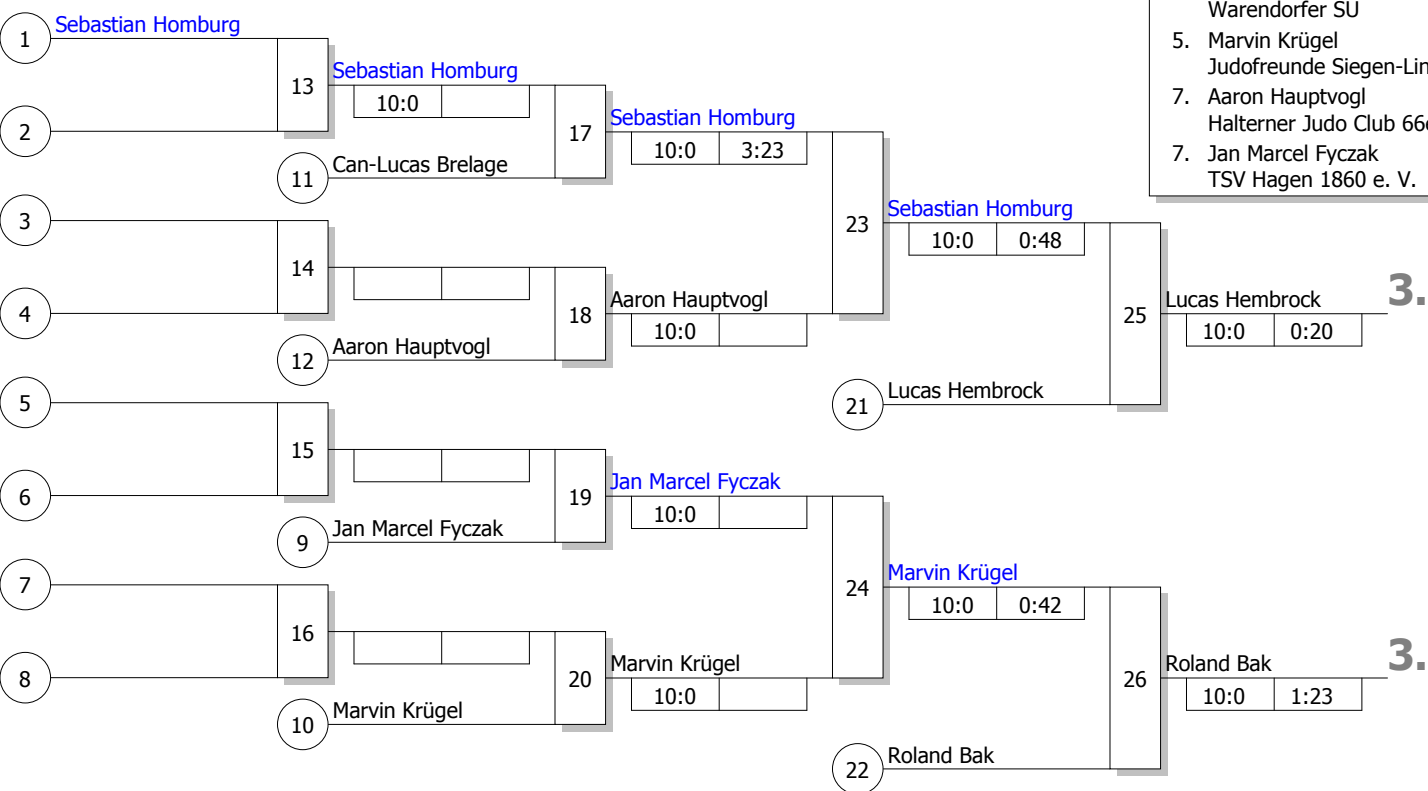 Warendorfer SU
5. Marvin Krügel
Judofreunde Siegen-Lin
7. Aaron Hauptvogl
Halterner Judo Club 66
7. Jan Marcel Fyczak
TSV Hagen 1860 e. V.
1 Sebastian Homburg
13 Sebastian Homburg
10:0
2
17 Sebastian Homburg
10:0 3:23
11 Can-Lucas Brelage
3
23 Sebastian Homburg
10:0 0:48
14
4
18 Aaron Hauptvogl
10:0
12 Aaron Hauptvogl
25 Lucas Hembrock 3.
10:0 0:20
21 Lucas Hembrock
5
15
6
19 Jan Marcel Fyczak
10:0
9 Jan Marcel Fyczak
7
24 Marvin Krügel
10:0 0:42
16
8
20 Marvin Krügel
10:0
10 Marvin Krügel
26 Roland Bak 3.
10:0 1:23
22 Roland Bak